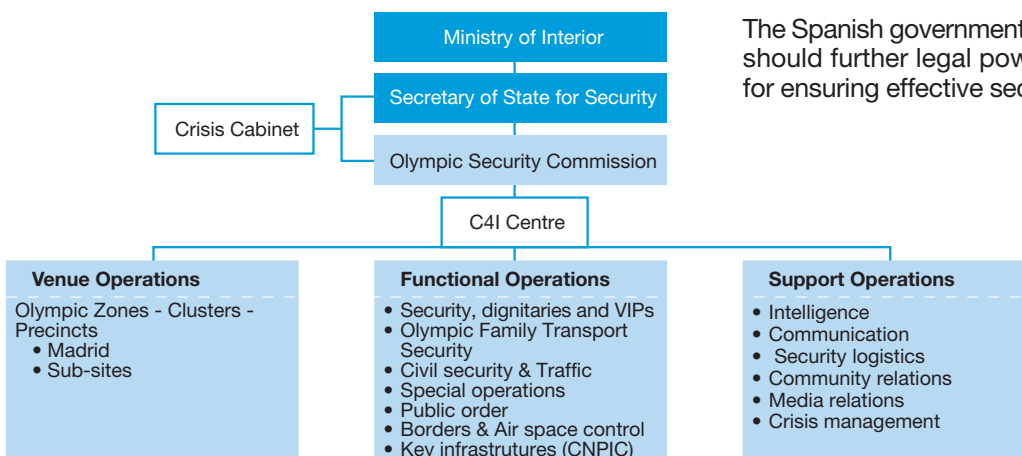 Ministry of Interior
The Spanish government
should further legal pow
for ensuring effective sec
Secretary of State for Security
Crisis Cabinet
Olympic Security Commission
C4I Centre
Venue Operations
Olympic Zones - Clusters -
Precincts
• Madrid
• Sub-sites
Functional Operations
• Security, dignitaries and VIPs
• Olympic Family Transport
Security
• Civil security & Traffic
• Special operations
• Public order
• Borders & Air space control
• Key infrastrutures (CNPIC)
Support Operations
• Intelligence
• Communication
• Security logistics
• Community relations
• Media relations
• Crisis management